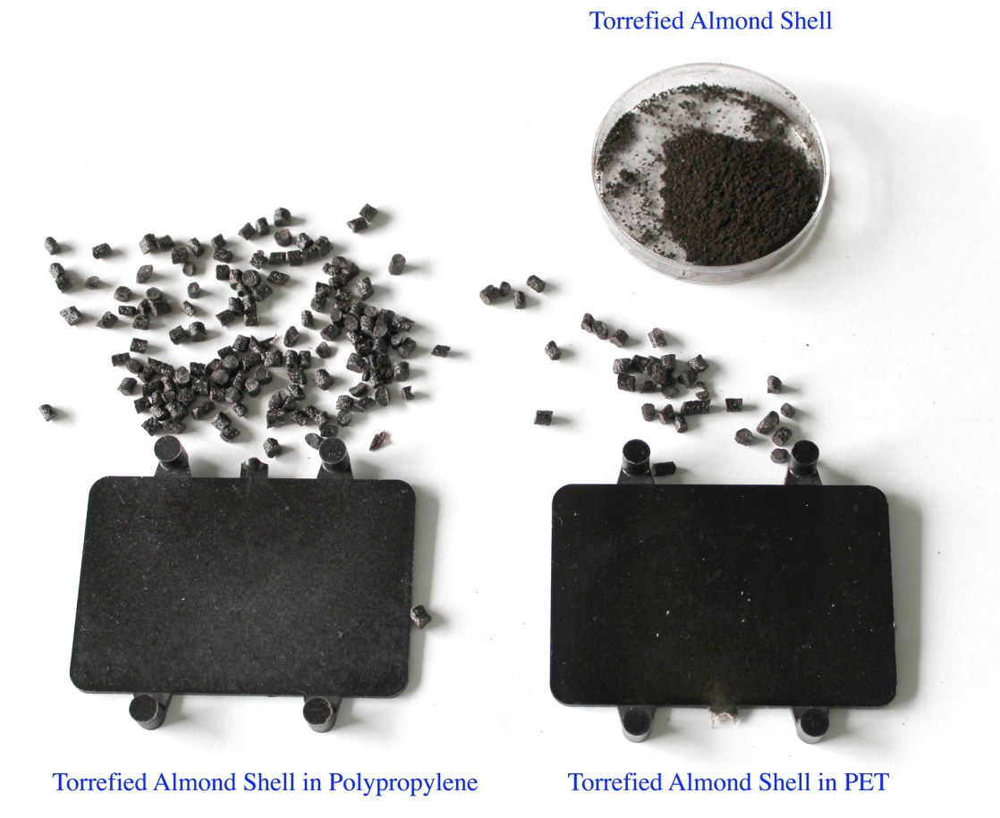 Torrefied Almond Shell
Torrefied Almond Shell in Polypropylene
Torrefied Almond Shell in PET